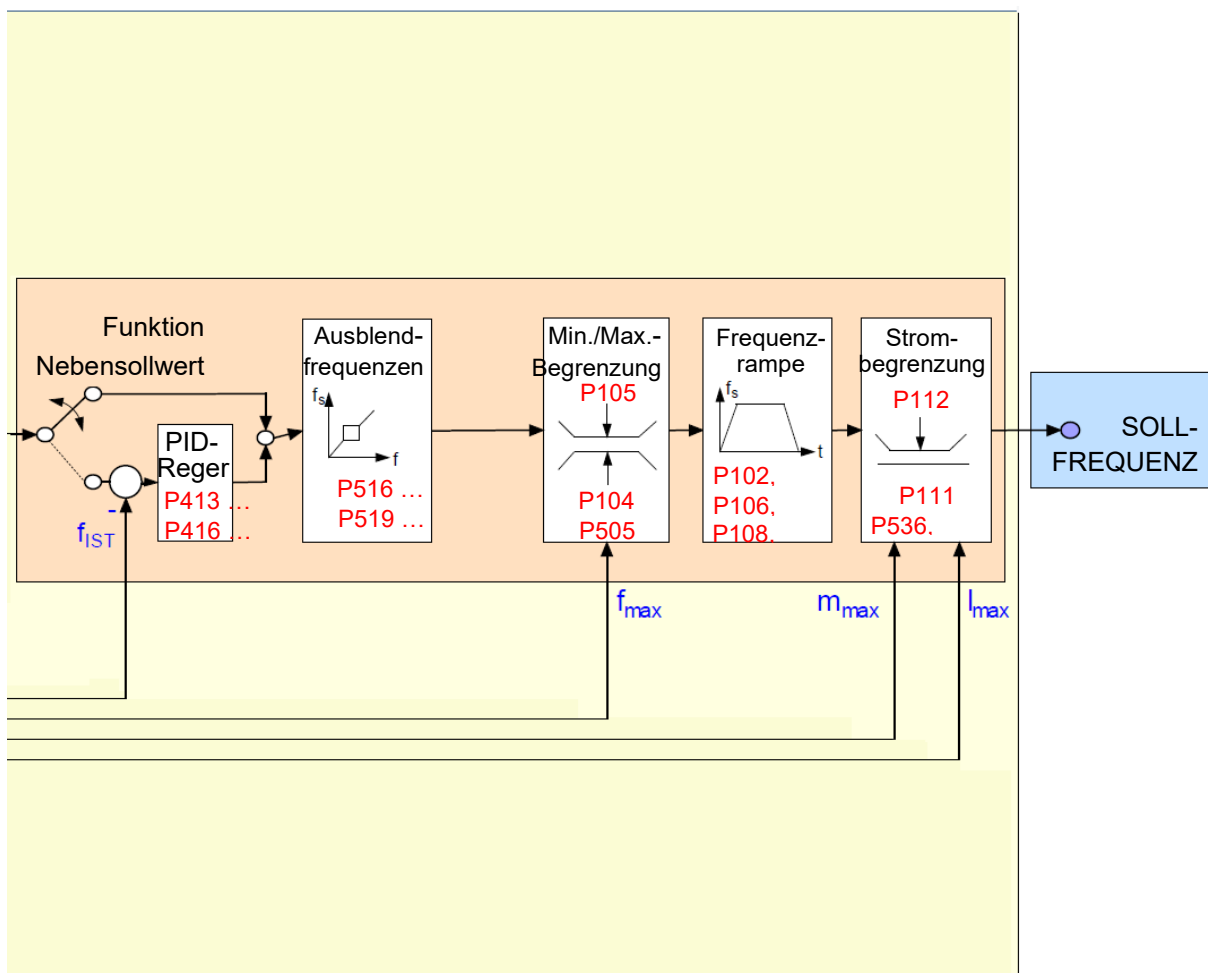 Funktion
Nebensollwert
PID-
Reger
P413 ...
P416 ...
-
fIST
Ausblend-
frequenzen
fs
f
P516 ...
P519 ...
Min./Max.-
Begrenzung
P105
P104
P505
fmax
Frequenz-
rampe
fs
t
P102,
P106,
P108,
Strom-
begrenzung
P112
P111
P536,
mmax
Imax
SOLL-
FREQUENZ